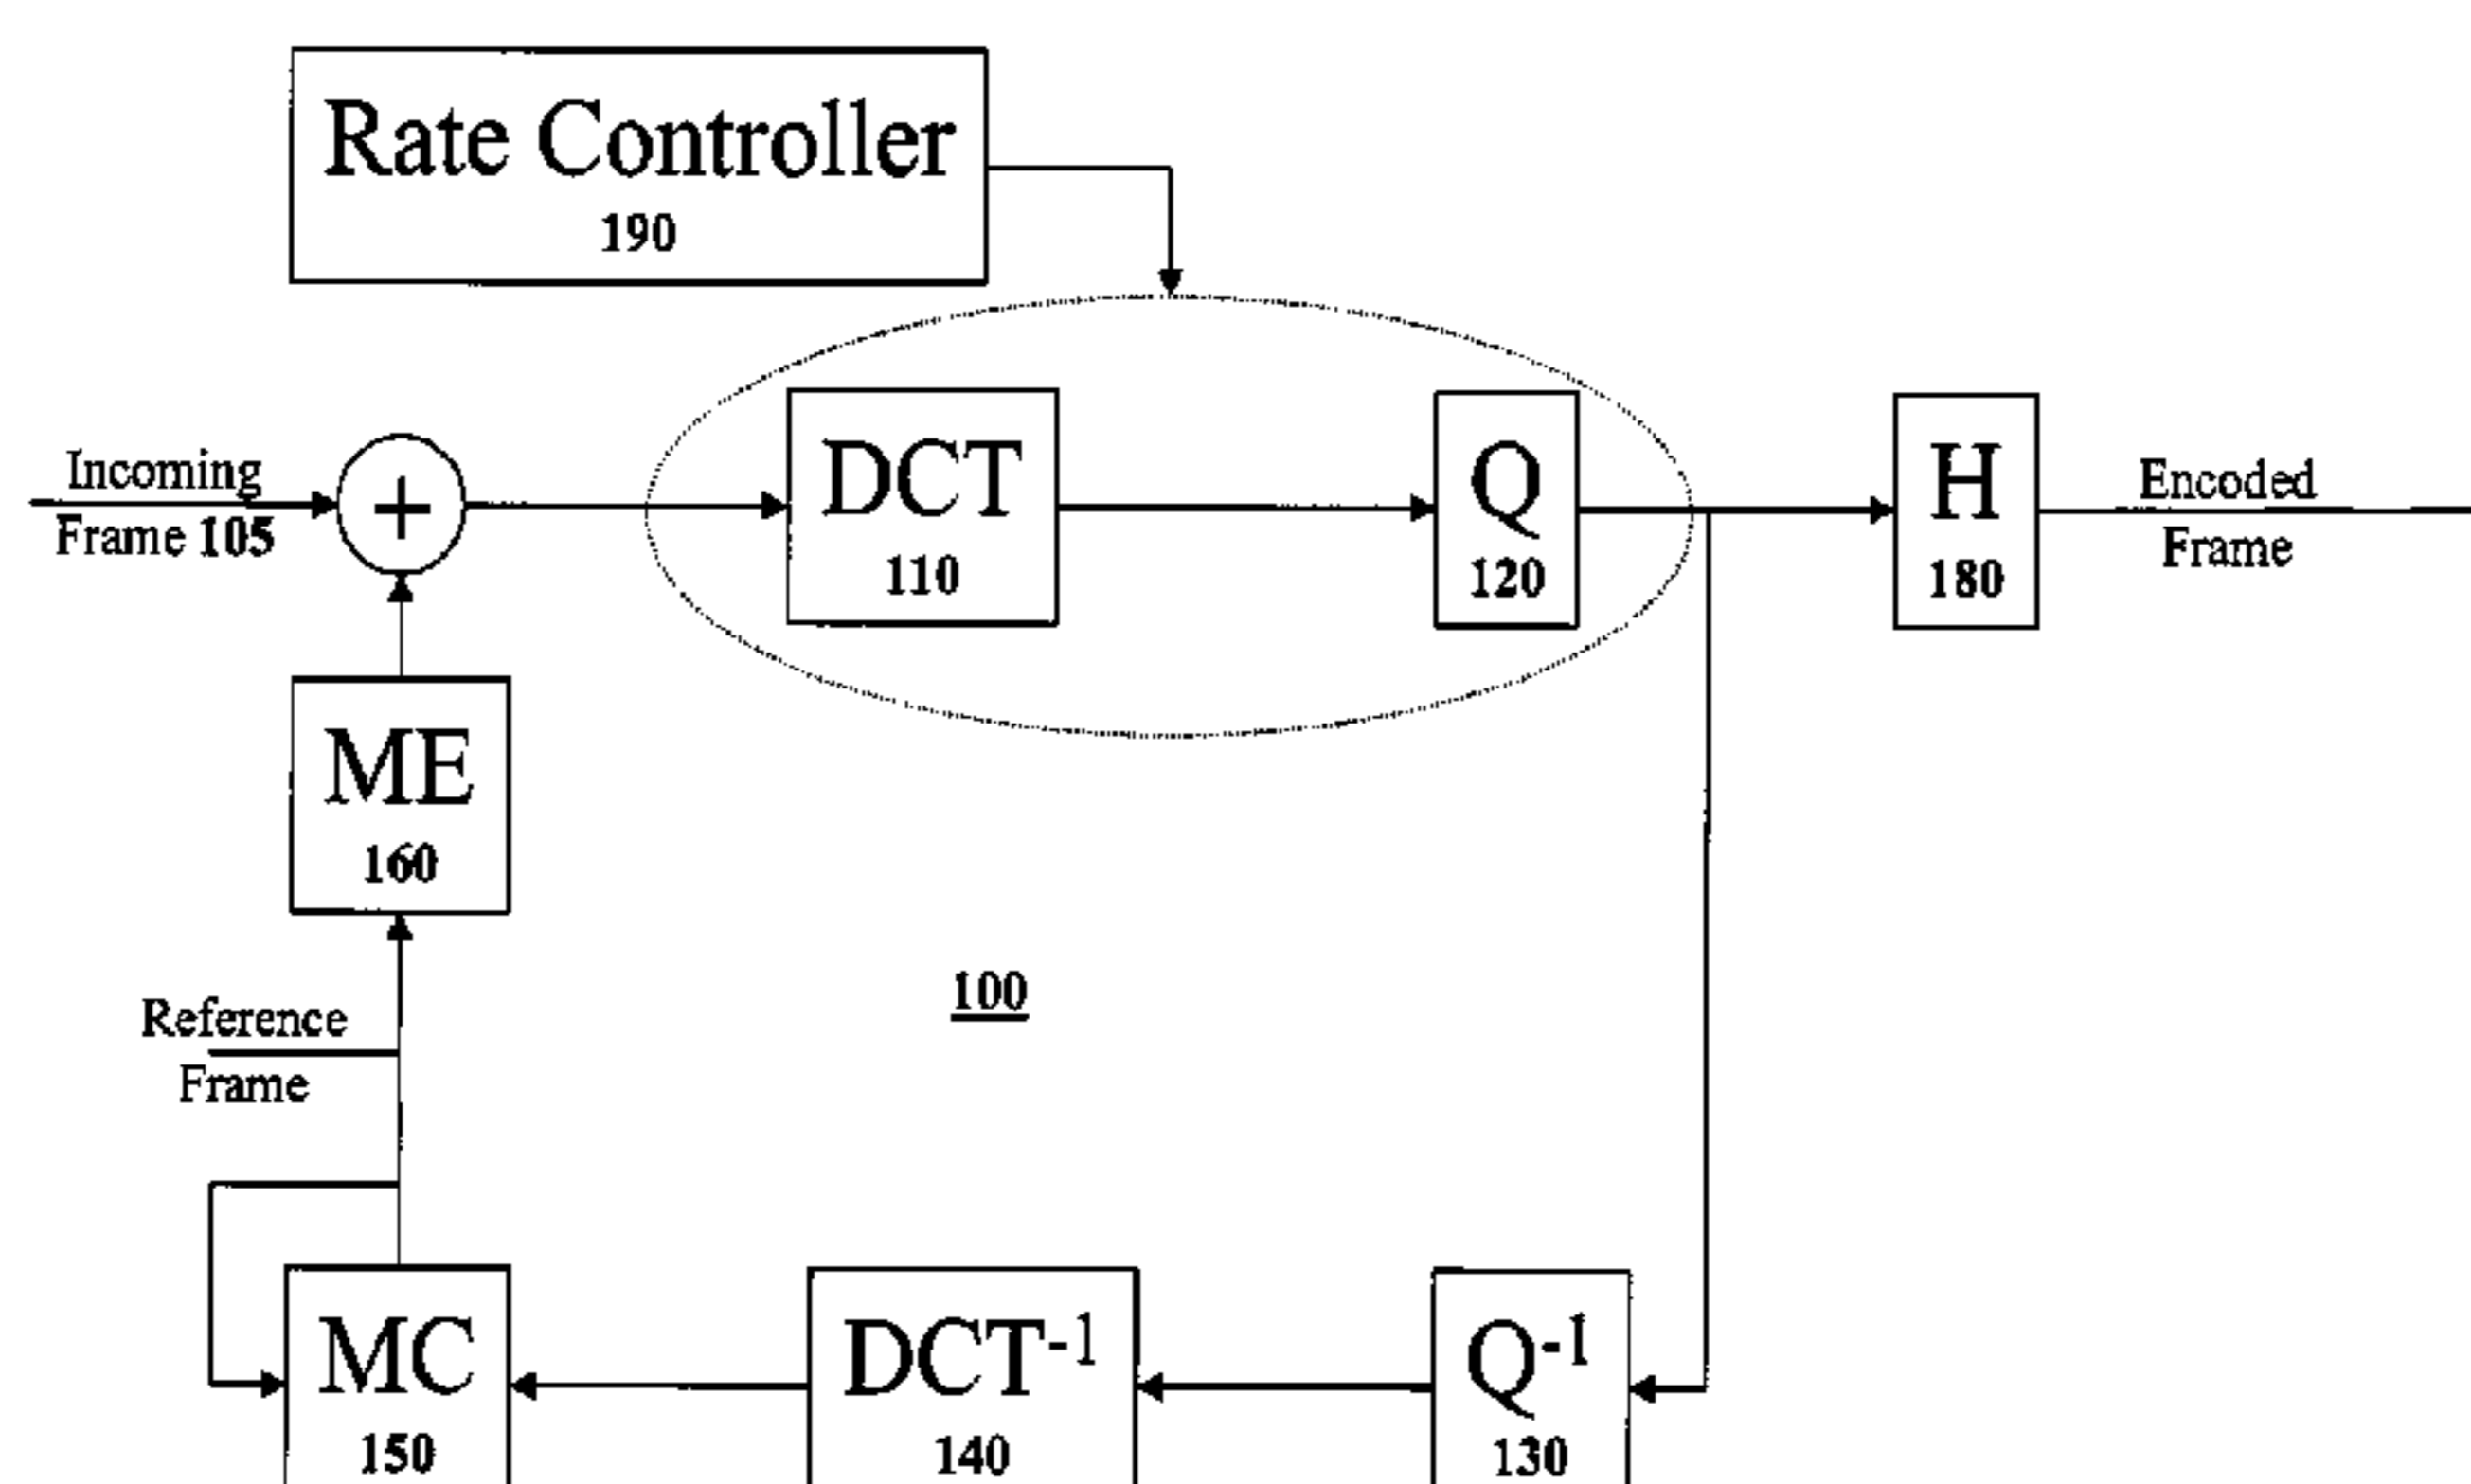 Rate Controller
190
Incoming
Frame 105
DCT
110
Q
120
H
180
Encoded
Frame
ME
160
100
Reference
Frame
MC
150
DCT-1
140
Q-1
130